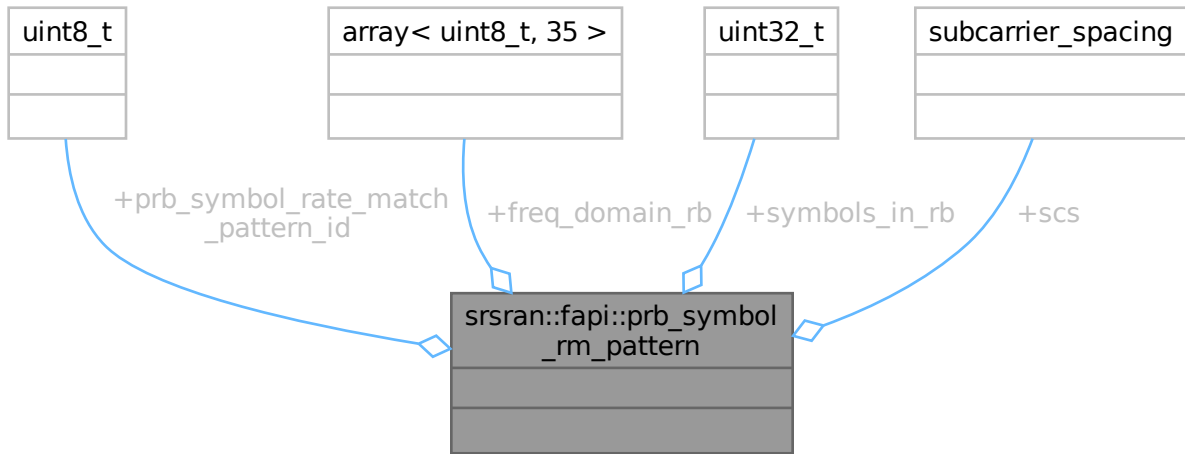 uint8_t
array< uint8_t, 35 >
uint32_t
subcarrier_spacing
+prb_symbol_rate_match
_pattern_id
+freq_domain_rb
+symbols_in_rb
+scs
srsran::fapi::prb_symbol
_rm_pattern